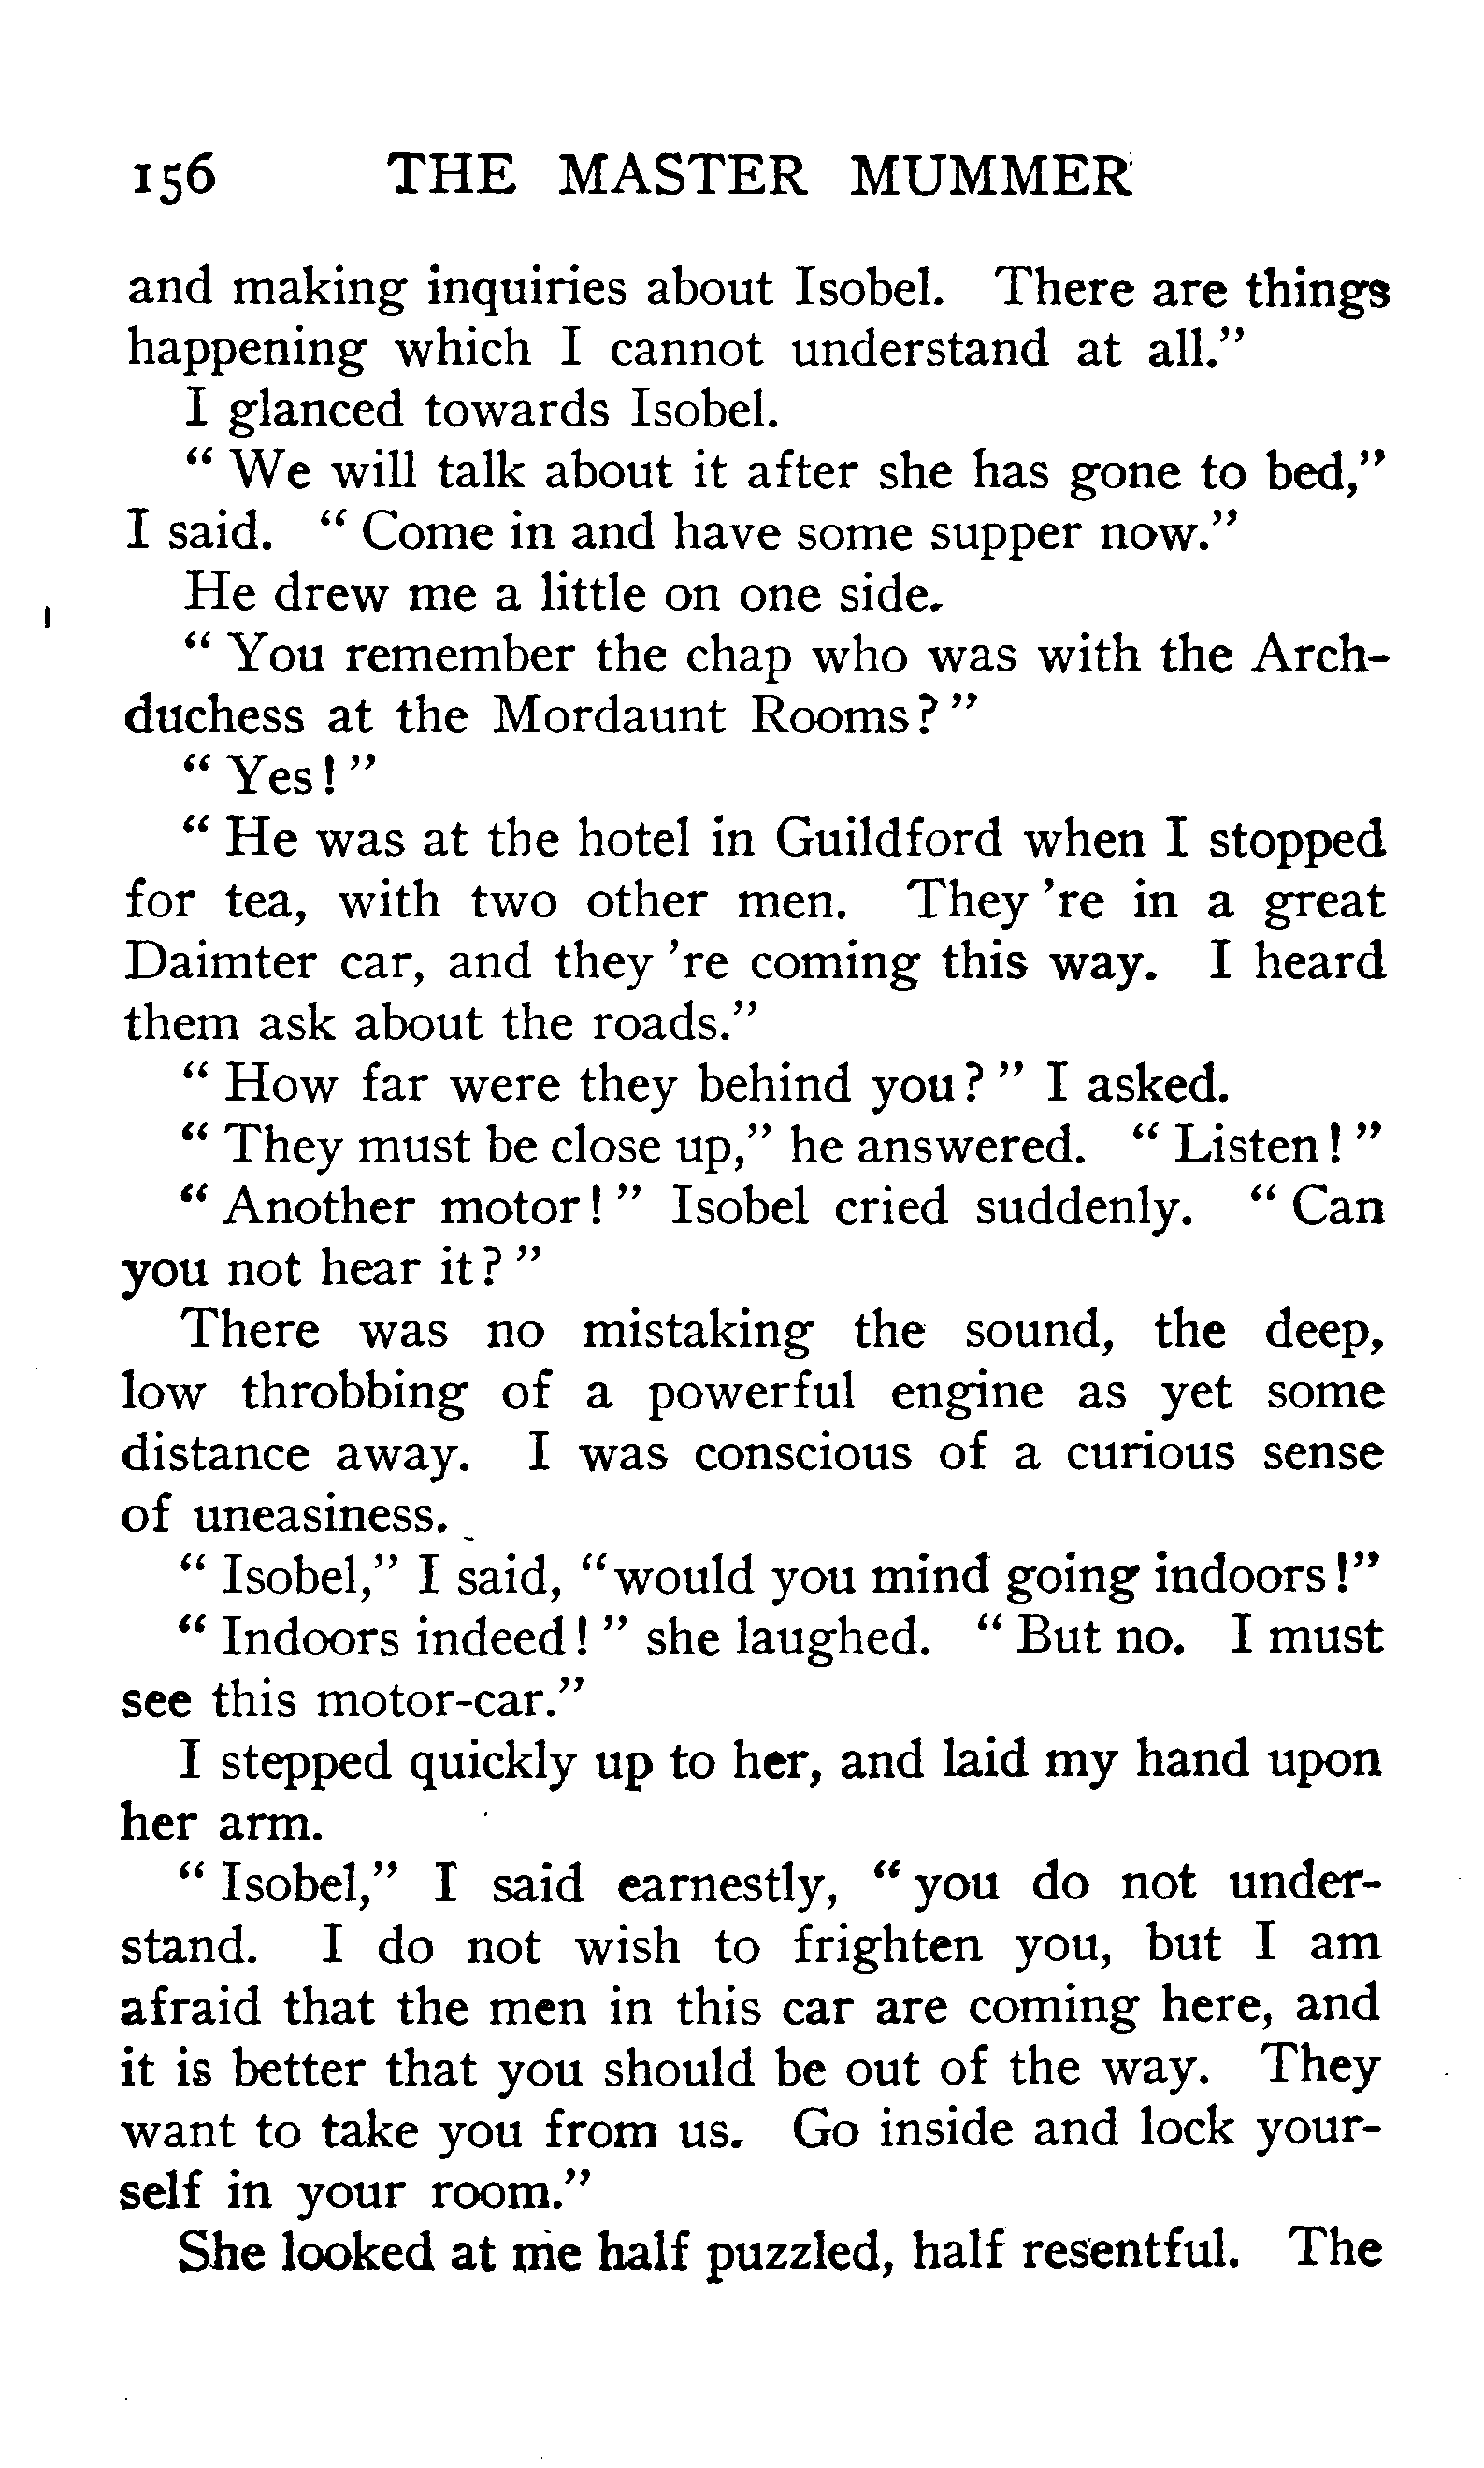 156 THE MASTER MUMMER
and making inquiries about Isobel. There are things
happening which I cannot understand at all."
I glanced towards Isobel.
" We will talk about it after she has gone to bed,"
I said. " Come in and have some supper now."
He drew me a little on one side.
" You remember the chap who was with the Arch-
duchess at the Mordaunt Rooms? "
" Yes! "
" He was at the hotel in Guildford when I stopped
for tea, with two other men. They 're in a great
Daimter car, and they 're coming this way. I heard
them ask about the roads."
" How far were they behind you? " I asked.
" They must be close up," he answered. " Listen! "
" Another motor! " Isobel cried suddenly. " Can
you not hear it? "
There was no mistaking the sound, the deep,
low throbbing of a powerful engine as yet some
distance away. I was conscious of a curious sense
of uneasiness.
" Isobel," I said, "would you mind going indoors!"
" Indoors indeed! " she laughed. " But no. I must
see this motor-car."
I stepped quickly up to her, and laid my hand upon
her arm.
" Isobel," I said earnestly, " you do not under-
stand. I do not wish to frighten you, but I am
afraid that the men in this car are coming here, and
it is better that you should be out of the way. They
want to take you from us. Go inside and lock your-
self in your room."
She looked at me half puzzled, half resentful. The